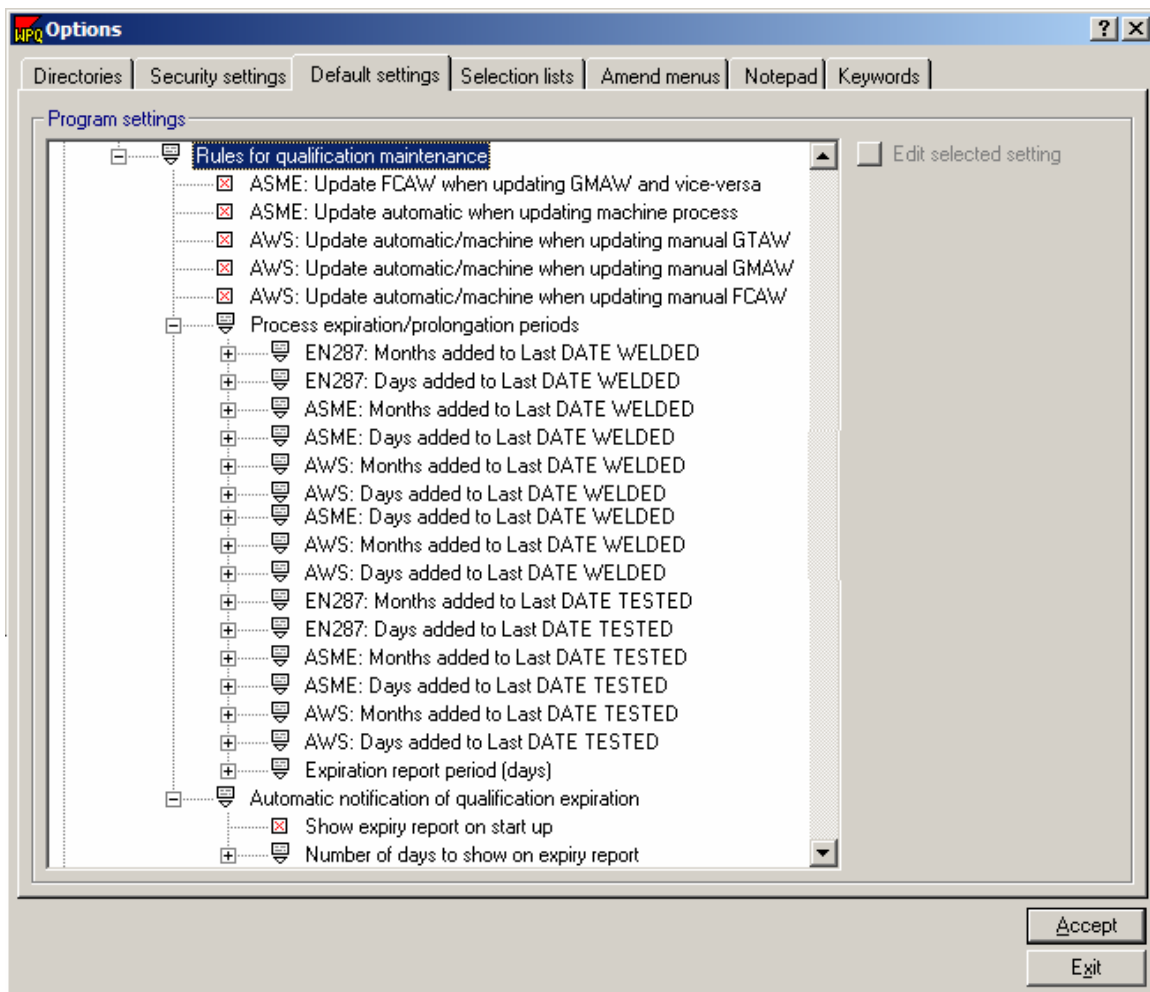 WPQ Options
Directories Security settings Default settings Selection lists Amend menus Notepad Keywords
Program settings
Rules for qualification maintenance Edit selected setting
ASME: Update FCAW when updating GMAW and vice-versa
ASME: Update automatic when updating machine process
AWS: Update automatic/machine when updating manual GTAW
AWS: Update automatic/machine when updating manual GMAW
AWS: Update automatic/machine when updating manual FCAW
Process expiration/prolongation periods
EN287: Months added to Last DATE WELDED
EN287: Days added to Last DATE WELDED
ASME: Months added to Last DATE WELDED
ASME: Days added to Last DATE WELDED
AWS: Months added to Last DATE WELDED
AWS: Days added to Last DATE WELDED
ASME: Days added to Last DATE WELDED
AWS: Months added to Last DATE WELDED
AWS: Days added to Last DATE WELDED
EN287: Months added to Last DATE TESTED
EN287: Days added to Last DATE TESTED
ASME: Months added to Last DATE TESTED
ASME: Days added to Last DATE TESTED
AWS: Months added to Last DATE TESTED
AWS: Days added to Last DATE TESTED
Expiration report period (days)
Automatic notification of qualification expiration
Show expiry report on start up
Number of days to show on expiry report
Accept
Exit